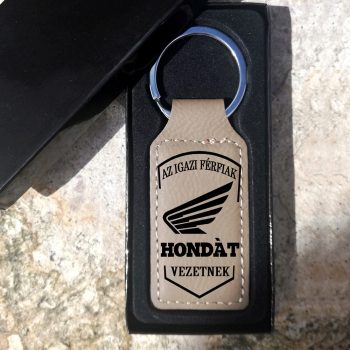 AZ IGAZI FÉRFIAK
HONDÀT
VEZETNEK